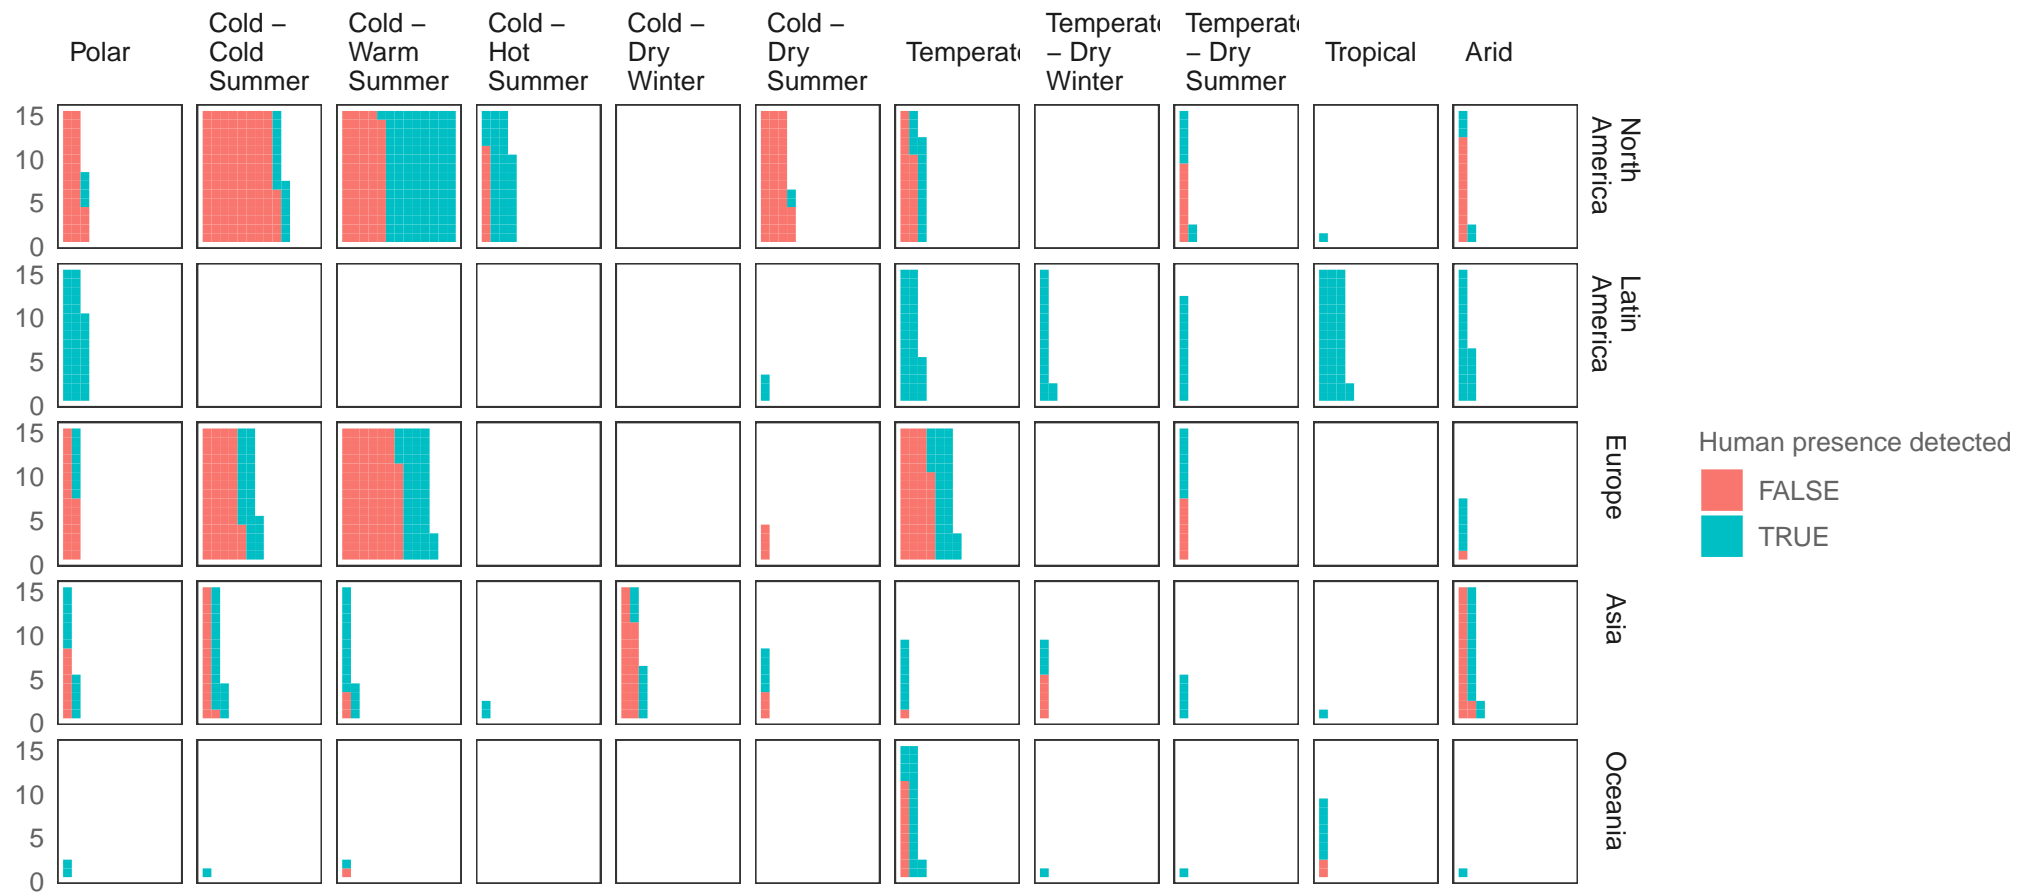 Polar
Cold –
Cold
Summer
Cold –
Warm
Summer
Cold –
Hot
Summer
Cold –
Dry
Winter
Cold –
Dry
Summer
Temperat
Temperat
– Dry
Winter
Temperat
– Dry
Summer
Tropical
Arid
15
10
5
0
North
America
15
10
5
0
Latin
America
15
10
5
0
Europe
15
10
5
0
Asia
15
10
5
0
Oceania
Human presence detected
FALSE
TRUE